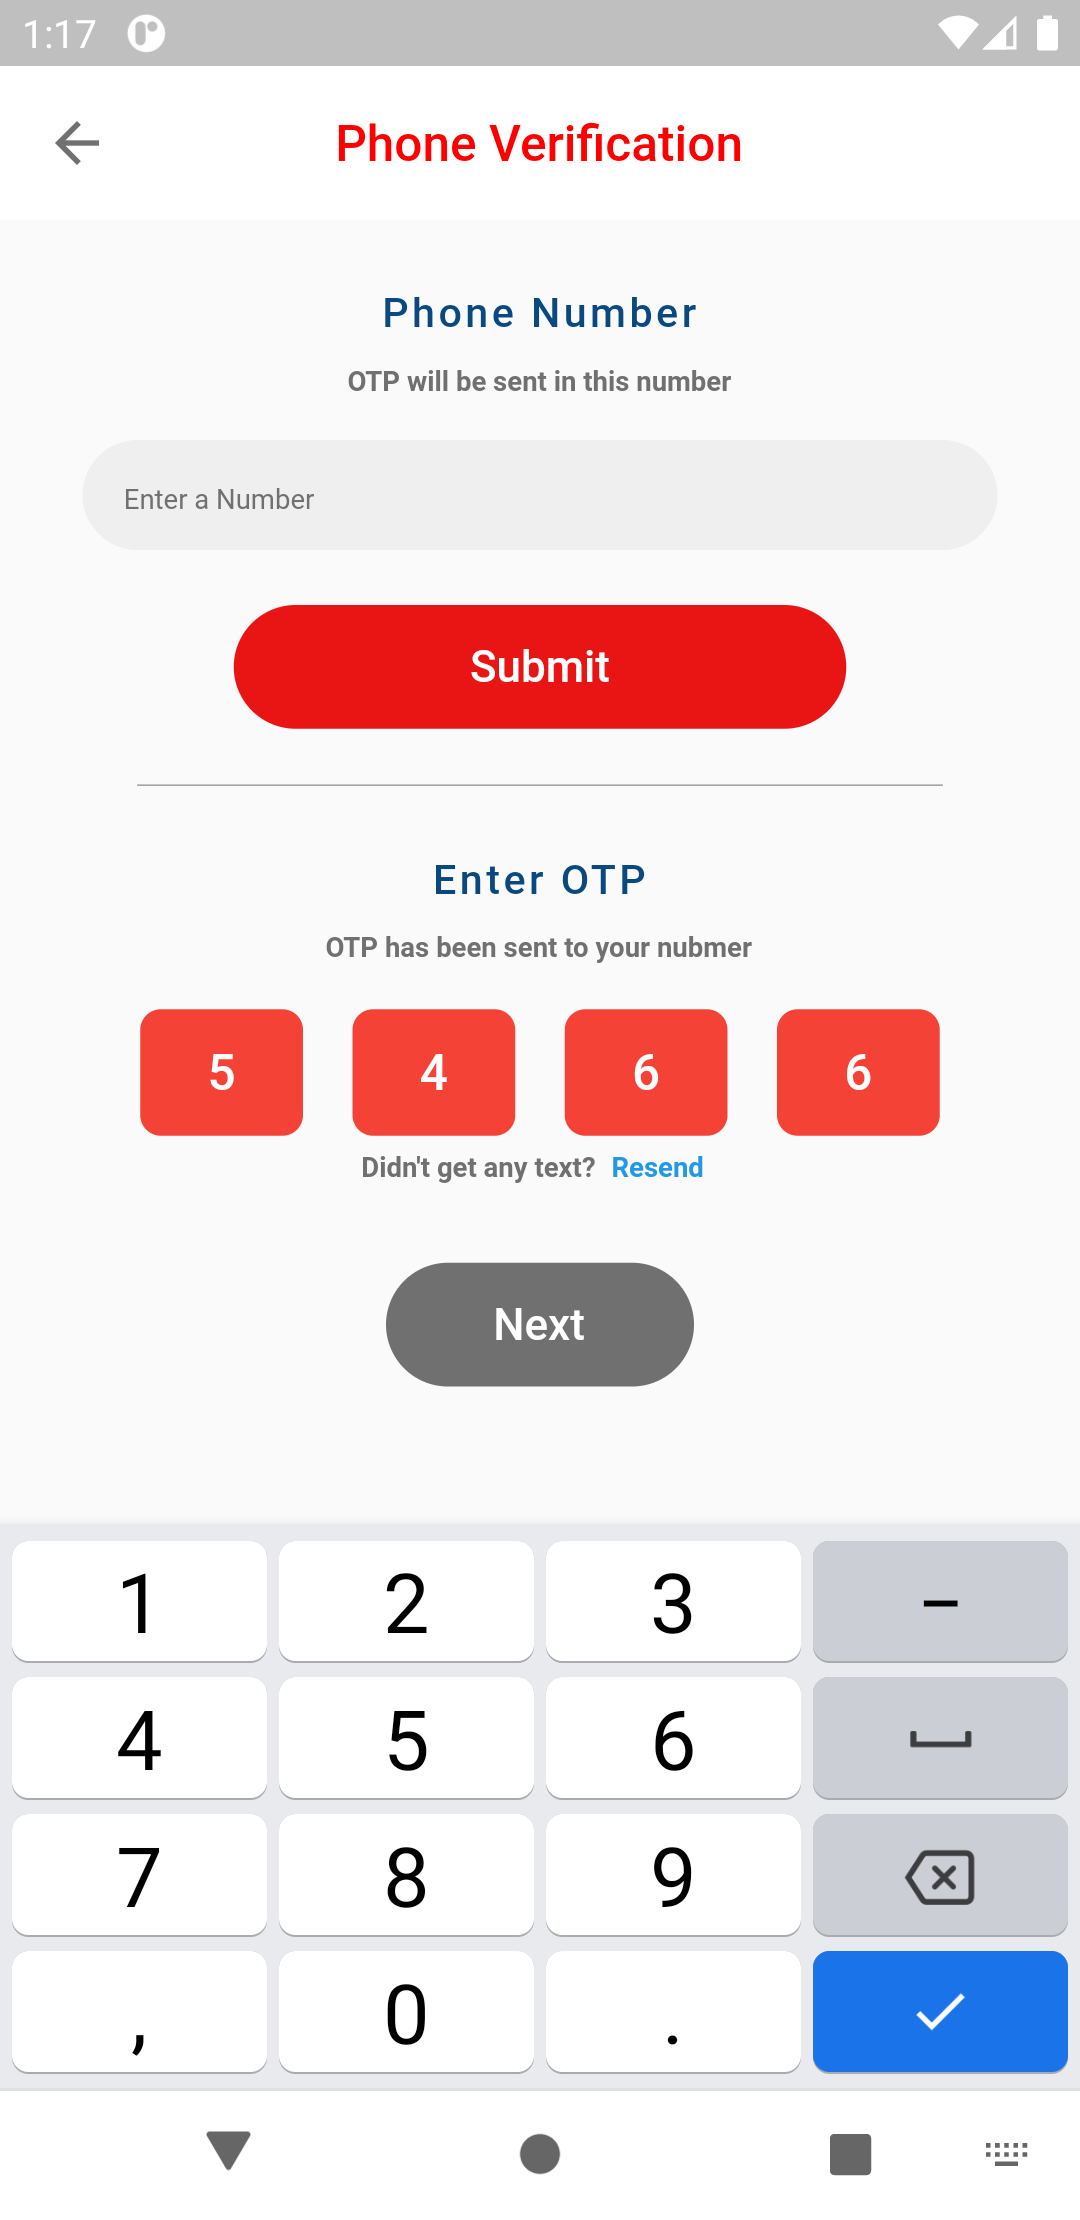 1:17
Phone Verification
Phone Number
OTP will be sent in this number
Enter a Number
Submit
Enter OTP
OTP has been sent to your nubmer
5 4 6 6
Didn't get any text? Resend
Next
1 2 3 –
4 5 6
7 8 9
, 0 .